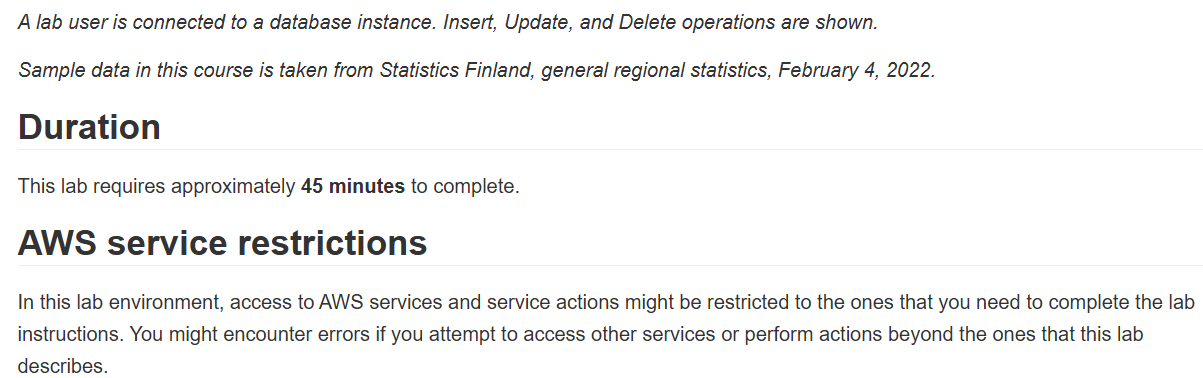 A lab user is connected to a database instance. Insert, Update, and Delete operations are shown.
Sample data in this course is taken from Statistics Finland, general regional statistics, February 4, 2022.
Duration
This lab requires approximately 45 minutes to complete.
AWS service restrictions
In this lab environment, access to AWS services and service actions might be restricted to the ones that you need to complete the lab
instructions. You might encounter errors if you attempt to access other services or perform actions beyond the ones that this lab
describes.